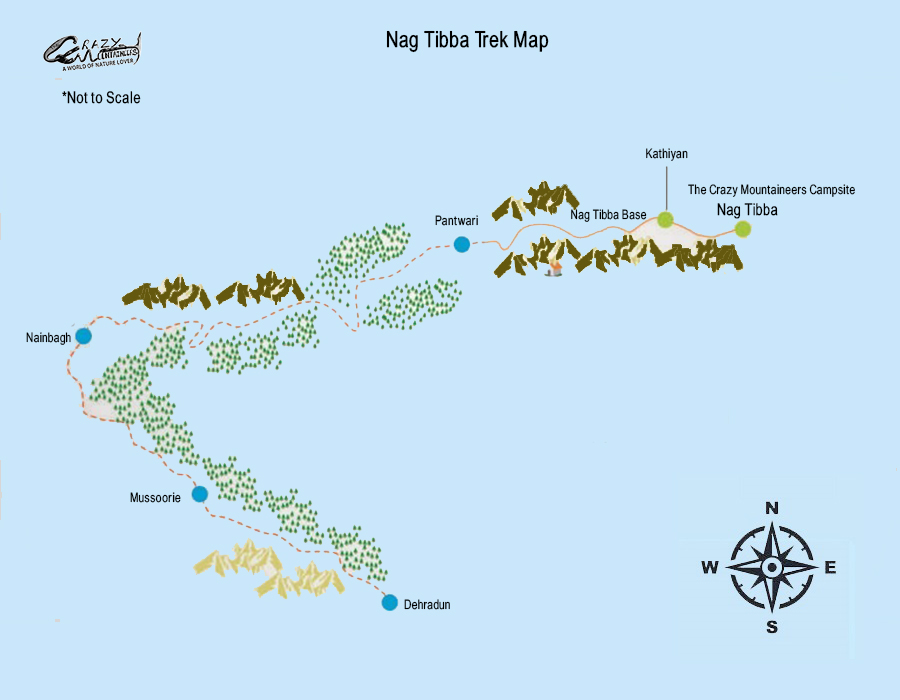 Nag Tibba Trek Map
CRAZY
MOUNTAINEERS
A WORLD OF NATURE LOVER
*Not to Scale
Kathiyan
The Crazy Mountaineers Campsite
Nag Tibba
Nag Tibba Base
Pantwari
Nainbagh
Mussoorie
Dehradun
N
W
E
S